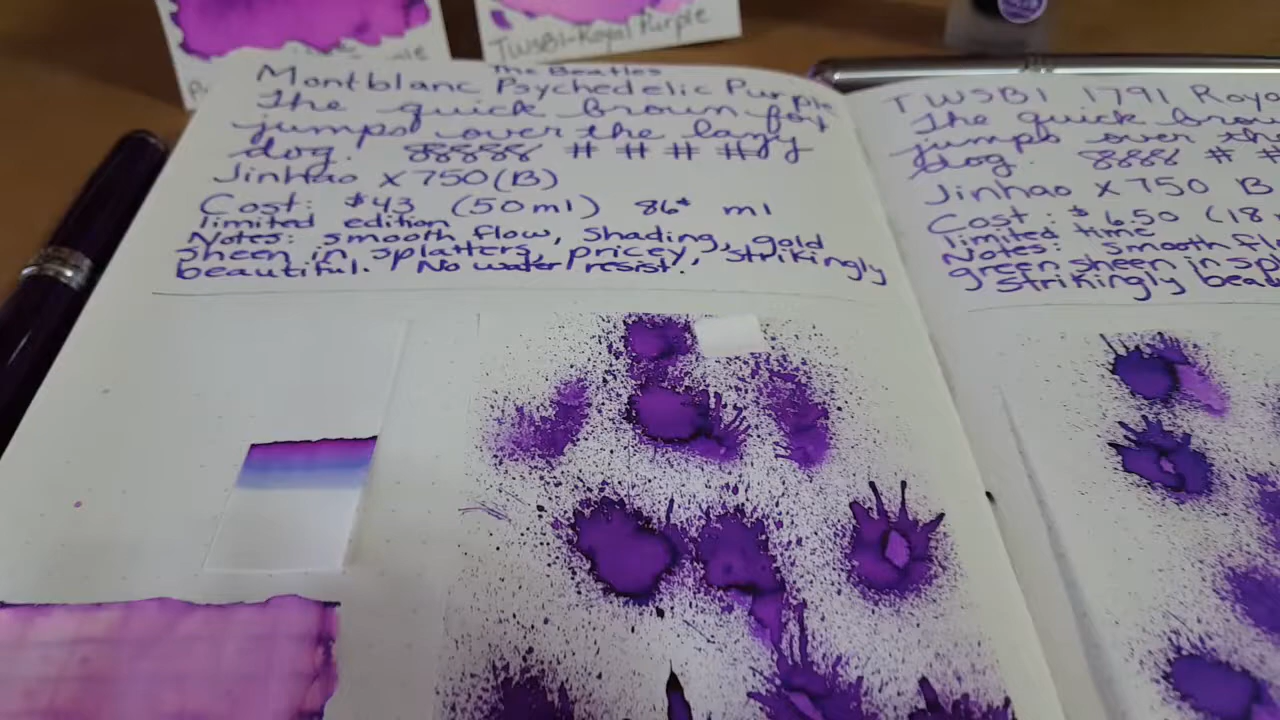 TWSBI-Royal Purple
The Beatles
Montblanc Psychedelic Purple
The quick brown fox
jumps over the lazy
dog. 88888 # # # #
Jinhao X750 (B)
Cost: $43 (50ml) 86¢ ml
limited edition
Notes: smooth flow, shading, gold
sheen in splatters, pricey, strikingly
beautiful. No water resist.
TWSBI 1791 Roya
The quick brow
jumps over th
dog. 8888 # #
Jinhao X750 B
Cost: $6.50 (18
limited time
Notes: smooth fl
green sheen in spl
strikingly beau